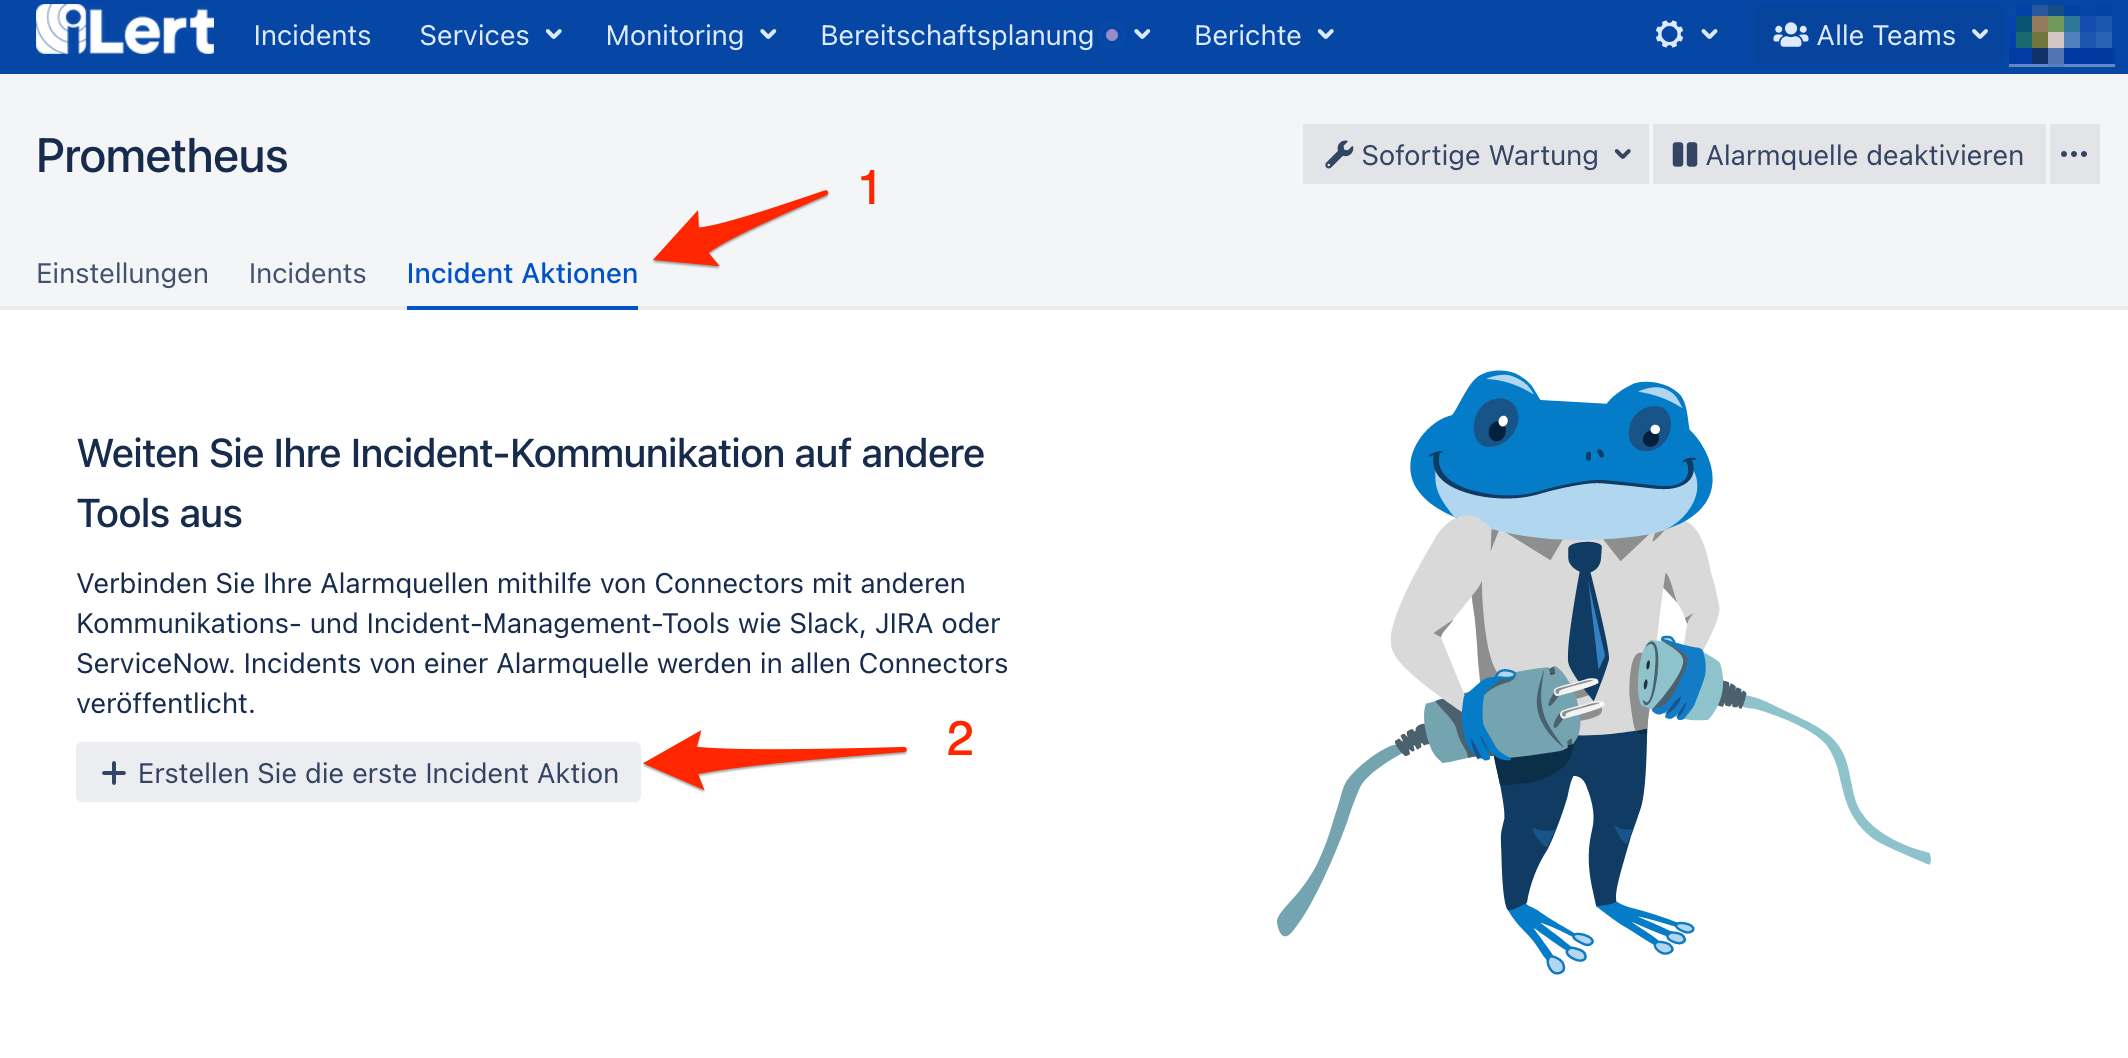 iLert Incidents Services Monitoring Bereitschaftsplanung Berichte Alle Teams
Prometheus
Sofortige Wartung Alarmquelle deaktivieren
1
Einstellungen Incidents Incident Aktionen
Weiten Sie Ihre Incident-Kommunikation auf andere
Tools aus
Verbinden Sie Ihre Alarmquellen mithilfe von Connectors mit anderen
Kommunikations- und Incident-Management-Tools wie Slack, JIRA oder
ServiceNow. Incidents von einer Alarmquelle werden in allen Connectors
veröffentlicht.
2
+ Erstellen Sie die erste Incident Aktion